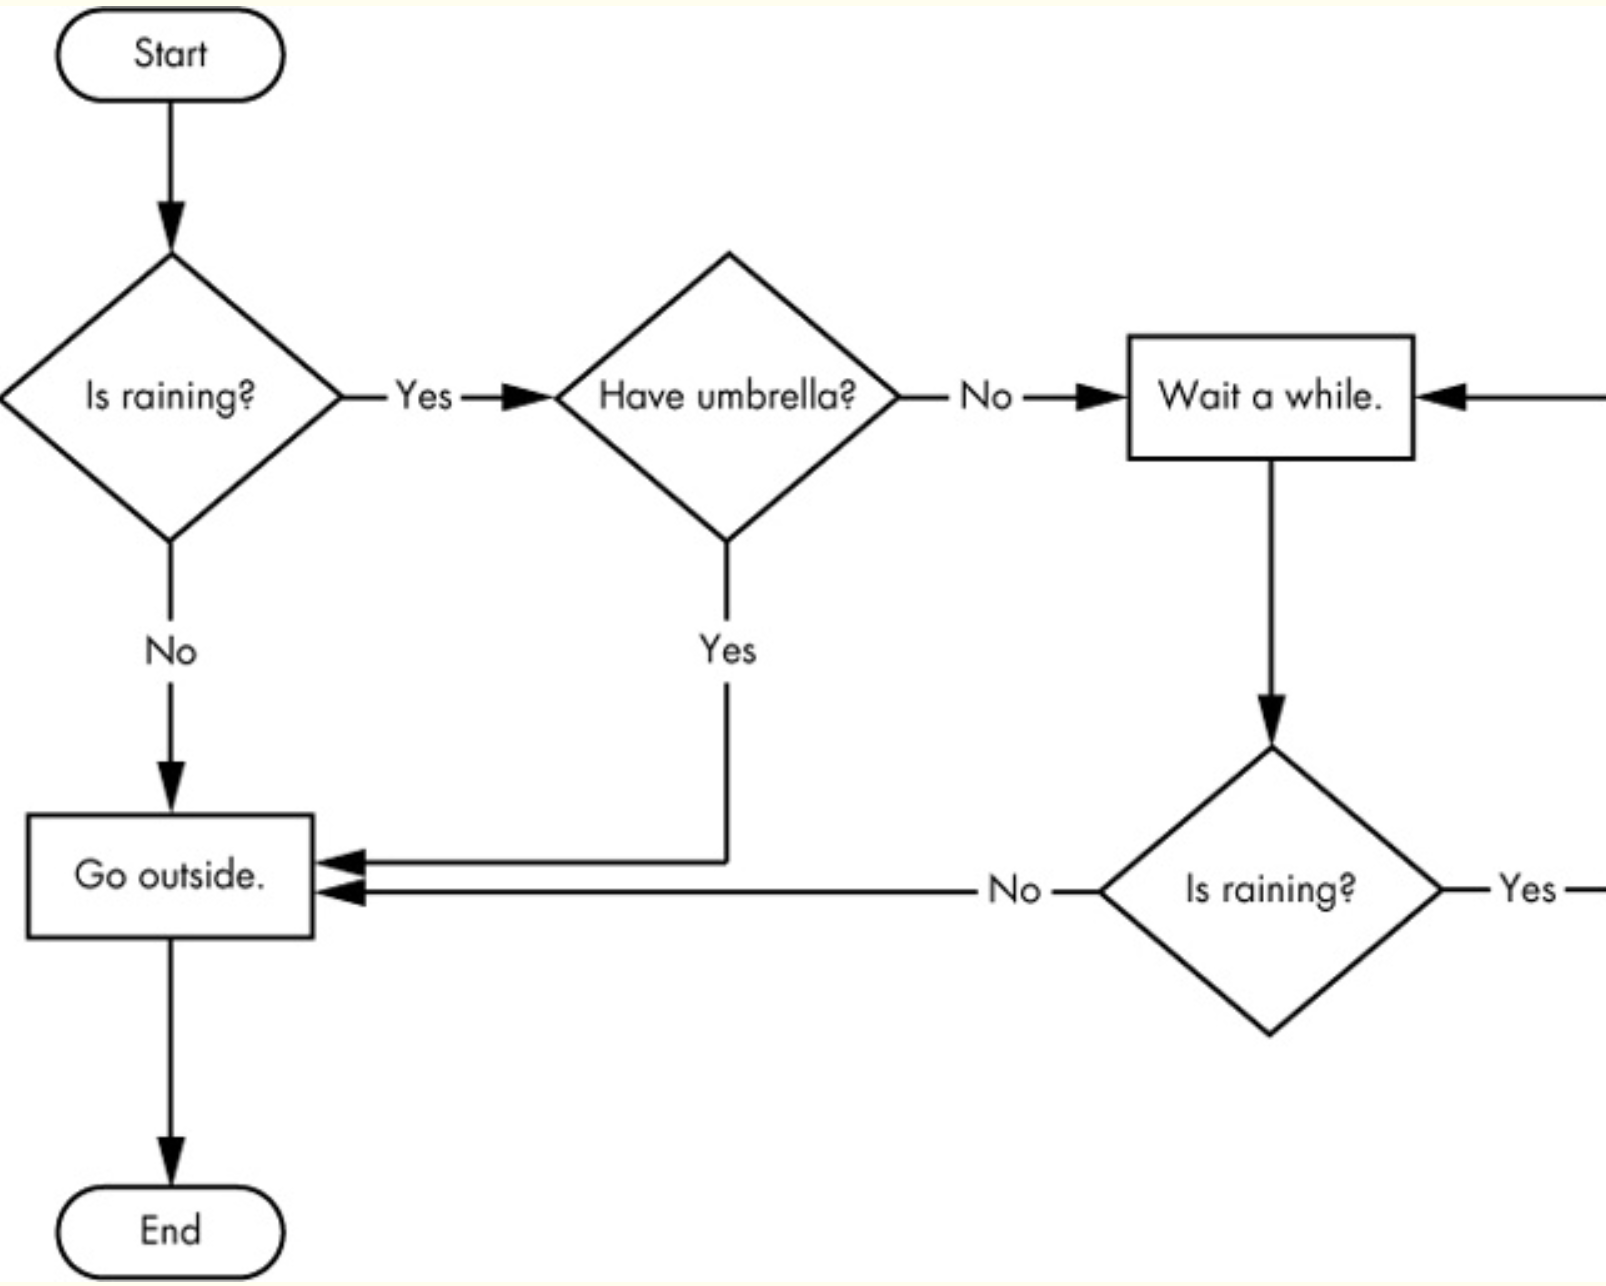 Start
Is raining?
Yes
Have umbrella?
No
Wait a while.
No
Yes
Go outside.
No
Is raining?
Yes
End